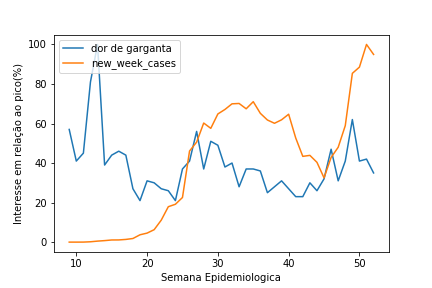 dor de garganta
new_week_cases
Interesse em relação ao pico(%)
100
80
60
40
20
0
10
20
30
40
50
Semana Epidemiologica